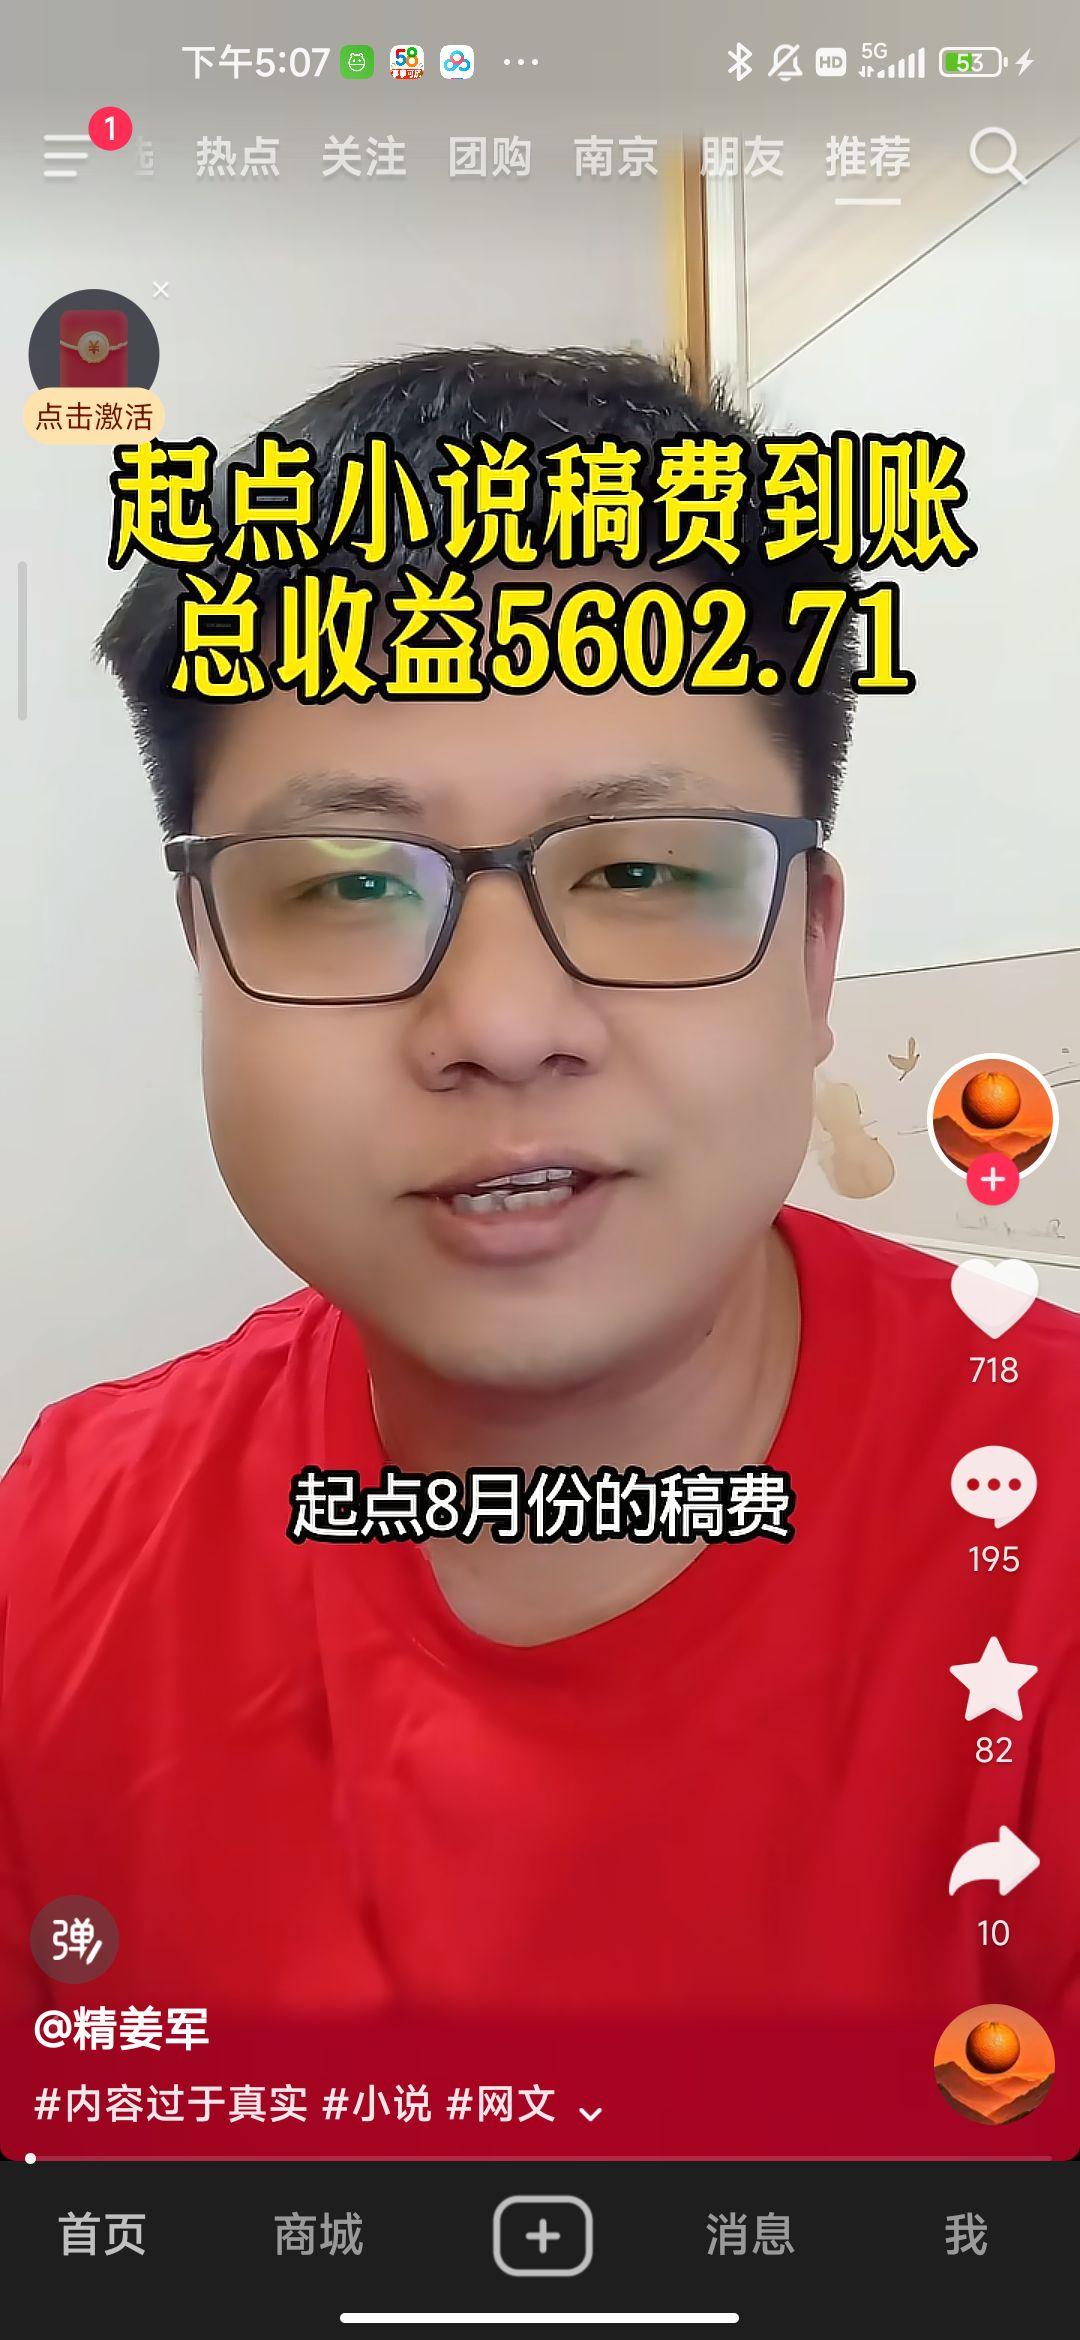 下午5:07
58
HD
5G
53
1
热点 关注 团购 南京 朋友 推荐
¥
点击激活
起点小说稿费到账
总收益5602.71
718
起点8月份的稿费
195
82
10
弹
@精姜军
#内容过于真实 #小说 #网文
首页 商城 消息 我